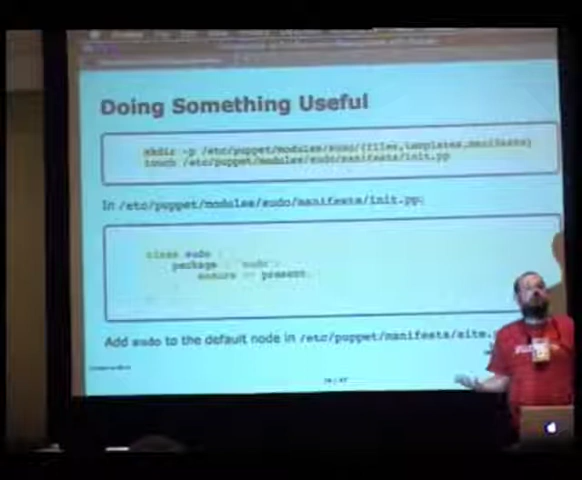 Doing Something Useful
mkdir -p /etc/puppet/modules/sudo/{files,templates,manifests}
touch /etc/puppet/modules/sudo/manifests/init.pp
In /etc/puppet/modules/sudo/manifests/init.pp:
class sudo {
package { 'sudo':
ensure => present,
Add sudo to the default node in /etc/puppet/manifests/site.